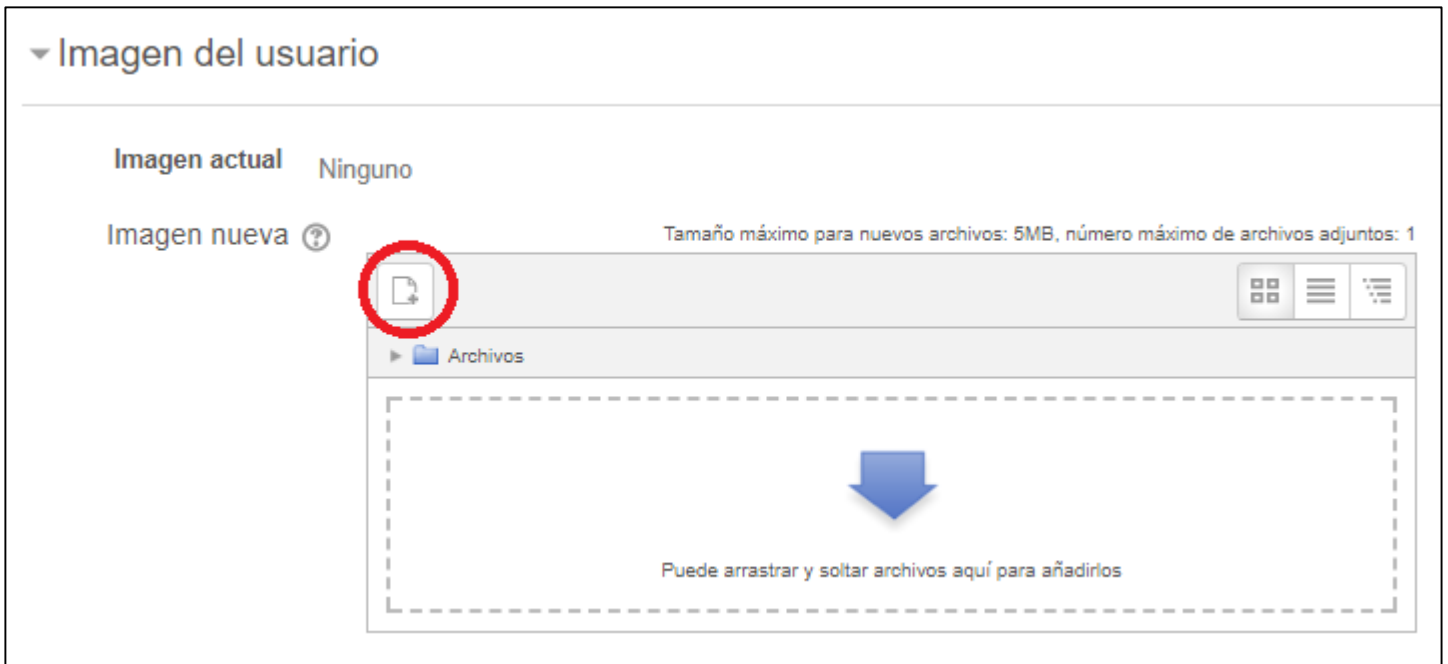 Imagen del usuario
Imagen actual Ninguno
Imagen nueva
Tamaño máximo para nuevos archivos: 5MB, número máximo de archivos adjuntos: 1
Archivos
Puede arrastrar y soltar archivos aquí para añadirlos